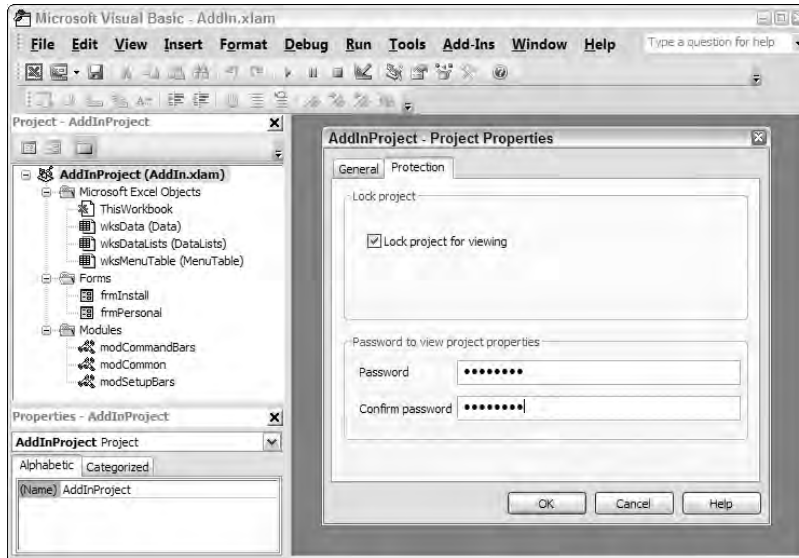 Microsoft Visual Basic - AddIn.xlam
File Edit View Insert Format Debug Run Tools Add-Ins Window Help
Type a question for help
Project - AddInProject
AddInProject (AddIn.xlam)
Microsoft Excel Objects
ThisWorkbook
wksData (Data)
wksDataLists (DataLists)
wksMenuTable (MenuTable)
Forms
frmInstall
frmPersonal
Modules
modCommandBars
modCommon
modSetupBars
Properties - AddInProject
AddInProject Project
Alphabetic Categorized
(Name) AddInProject
AddInProject - Project Properties
General Protection
Lock project
Lock project for viewing
Password to view project properties
Password ••••••••
Confirm password ••••••••
OK Cancel Help